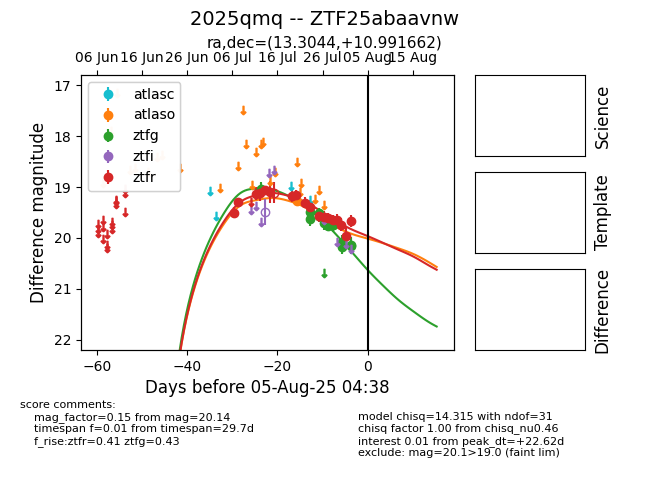 2025qmq -- ZTF25abaavnw
ra,dec=(13.3044,+10.991662)
06 Jun 16 Jun 26 Jun 06 Jul 16 Jul 26 Jul 05 Aug 15 Aug
17
18
19
20
21
22
Difference magnitude
atlasc
atlaso
ztfg
ztfi
ztfr
−60 −40 −20 0
Days before 05-Aug-25 04:38
Science
Template
Difference
score comments:
mag_factor=0.15 from mag=20.14
timespan f=0.01 from timespan=29.7d
f_rise:ztfr=0.41 ztfg=0.43
model chisq=14.315 with ndof=31
chisq factor 1.00 from chisq_nu0.46
interest 0.01 from peak_dt=+22.62d
exclude: mag=20.1>19.0 (faint lim)